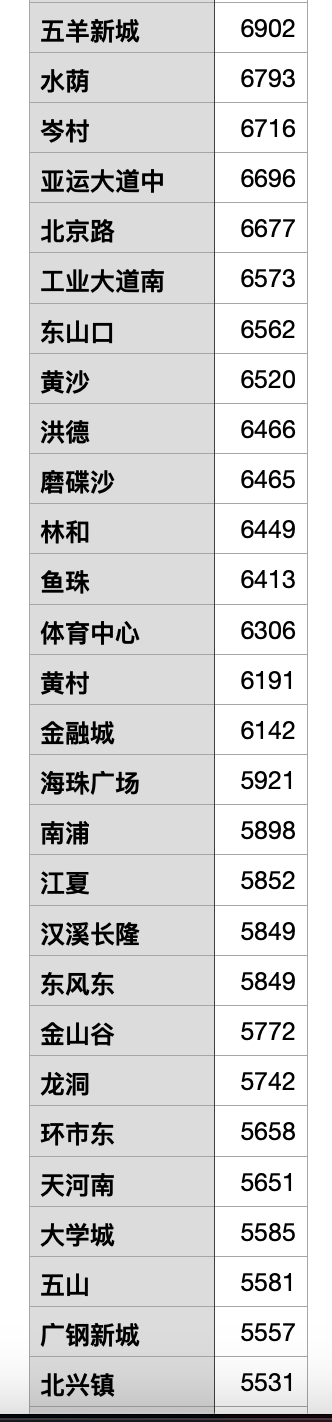 五羊新城 6902
水荫 6793
岑村 6716
亚运大道中 6696
北京路 6677
工业大道南 6573
东山口 6562
黄沙 6520
洪德 6466
磨碟沙 6465
林和 6449
鱼珠 6413
体育中心 6306
黄村 6191
金融城 6142
海珠广场 5921
南浦 5898
江夏 5852
汉溪长隆 5849
东风东 5849
金山谷 5772
龙洞 5742
环市东 5658
天河南 5651
大学城 5585
五山 5581
广钢新城 5557
北兴镇 5531